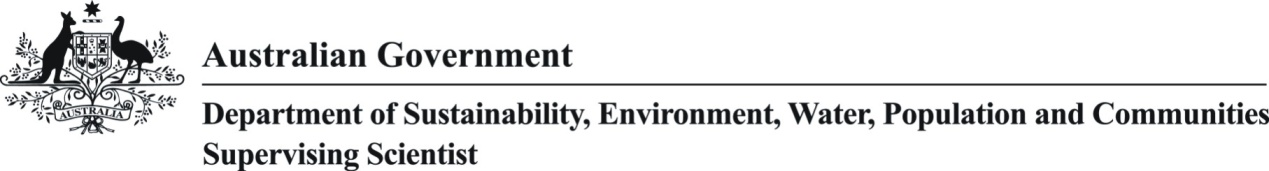 AUSTRALIA
Australian Government
Department of Sustainability, Environment, Water, Population and Communities
Supervising Scientist